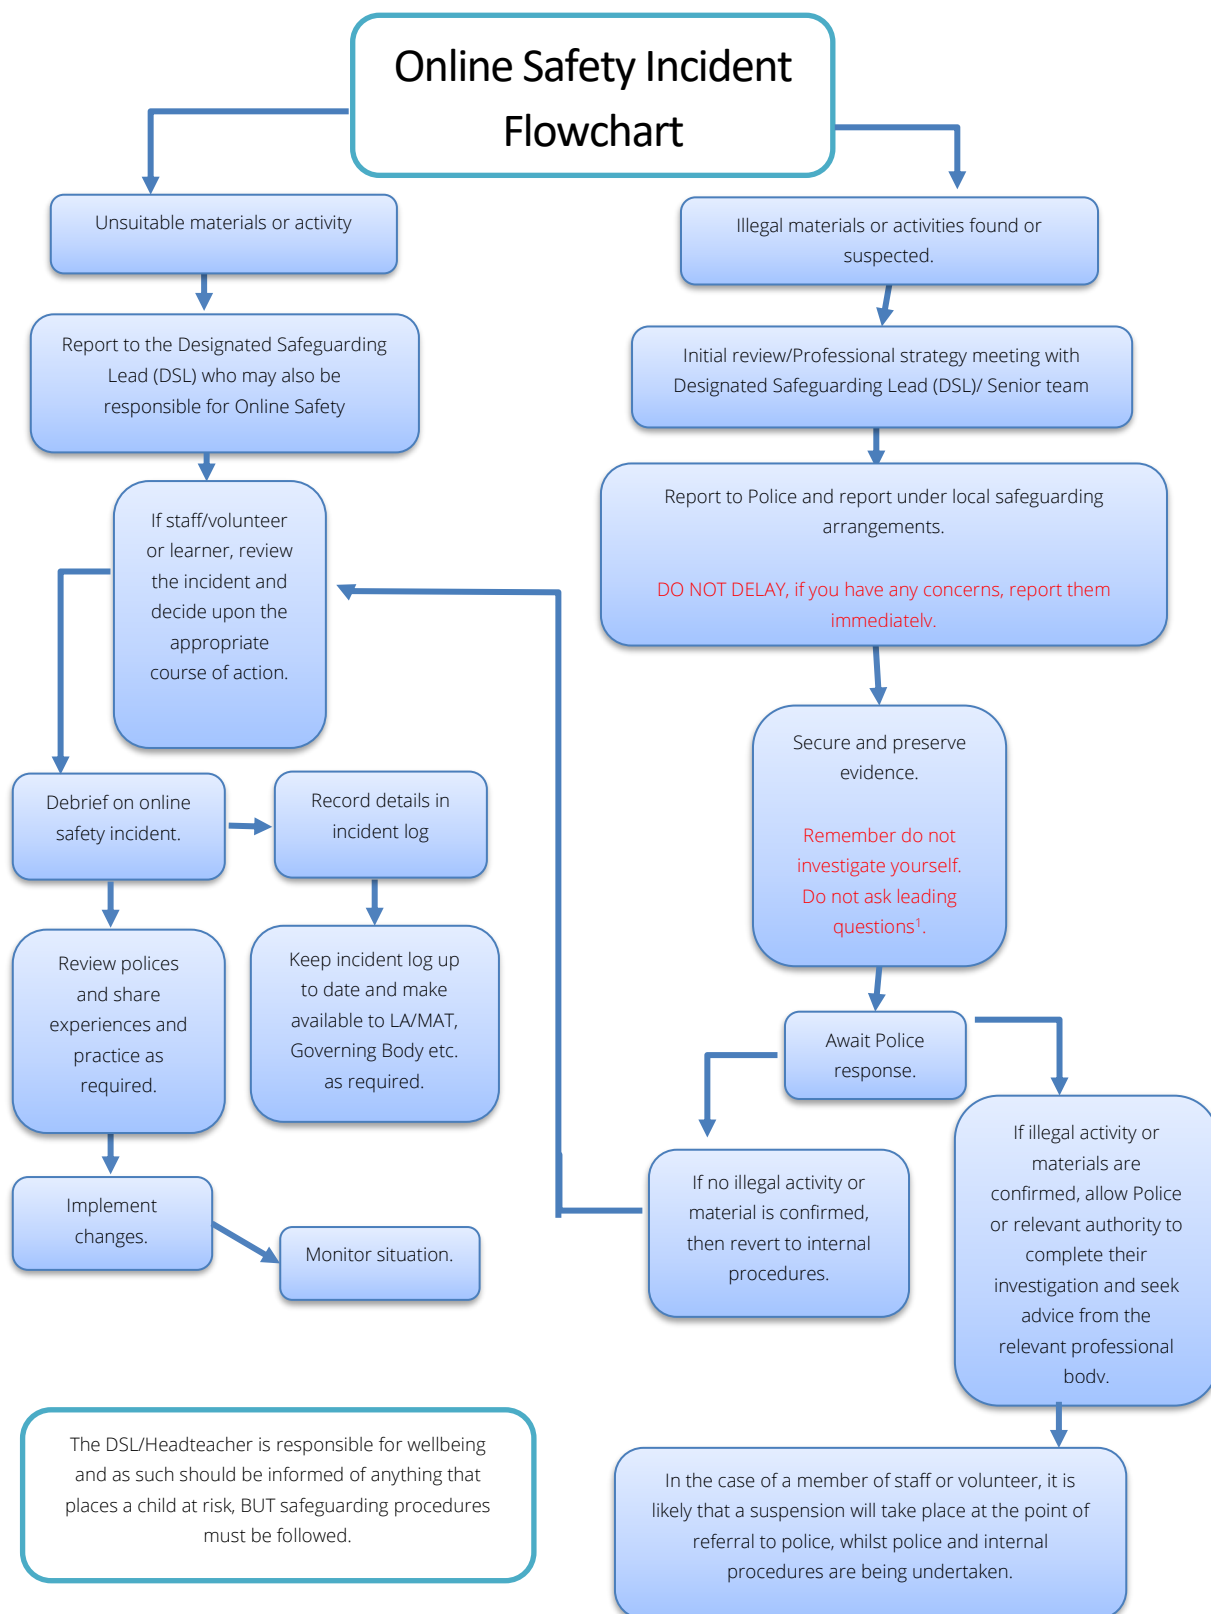 Online Safety Incident
Flowchart
Unsuitable materials or activity
Report to the Designated Safeguarding
Lead (DSL) who may also be
responsible for Online Safety
If staff/volunteer
or learner, review
the incident and
decide upon the
appropriate
course of action.
Debrief on online
safety incident.
Record details in
incident log
Review polices
and share
experiences and
practice as
required.
Keep incident log up
to date and make
available to LA/MAT,
Governing Body etc.
as required.
Implement
changes.
Monitor situation.
Illegal materials or activities found or
suspected.
Initial review/Professional strategy meeting with
Designated Safeguarding Lead (DSL)/ Senior team
Report to Police and report under local safeguarding
arrangements.
DO NOT DELAY, if you have any concerns, report them
immediately.
Secure and preserve
evidence.
Remember do not
investigate yourself.
Do not ask leading
questions¹.
Await Police
response.
If no illegal activity or
material is confirmed,
then revert to internal
procedures.
If illegal activity or
materials are
confirmed, allow Police
or relevant authority to
complete their
investigation and seek
advice from the
relevant professional
body.
In the case of a member of staff or volunteer, it is
likely that a suspension will take place at the point of
referral to police, whilst police and internal
procedures are being undertaken.
The DSL/Headteacher is responsible for wellbeing
and as such should be informed of anything that
places a child at risk, BUT safeguarding procedures
must be followed.